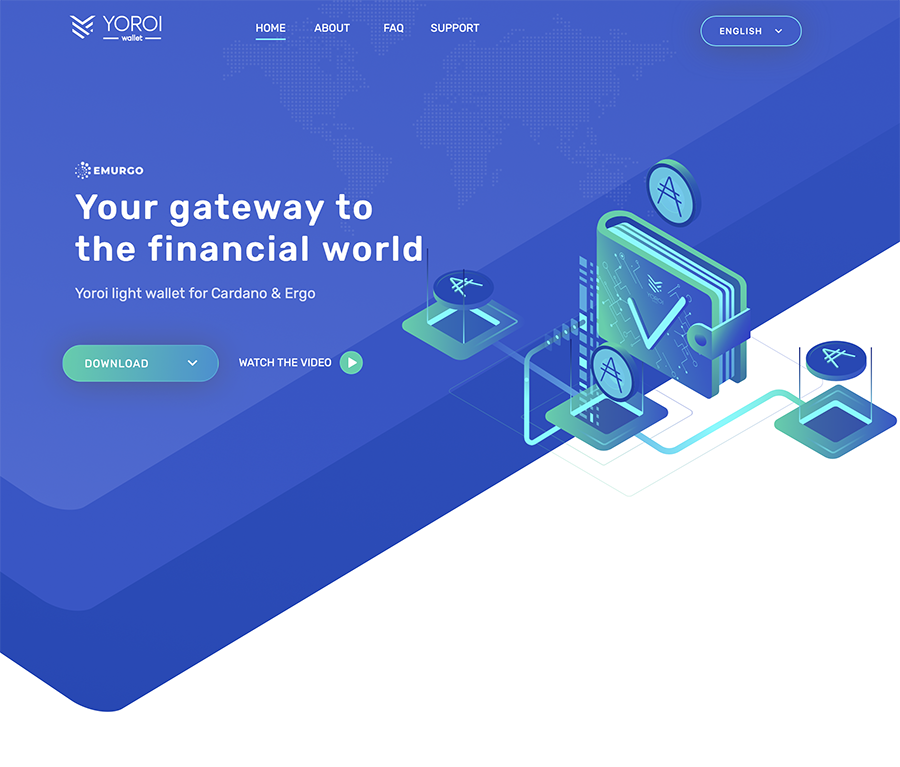 YOROI
wallet
HOME
ABOUT
FAQ
SUPPORT
ENGLISH
EMURGO
Your gateway to
the financial world
Yoroi light wallet for Cardano & Ergo
DOWNLOAD
WATCH THE VIDEO